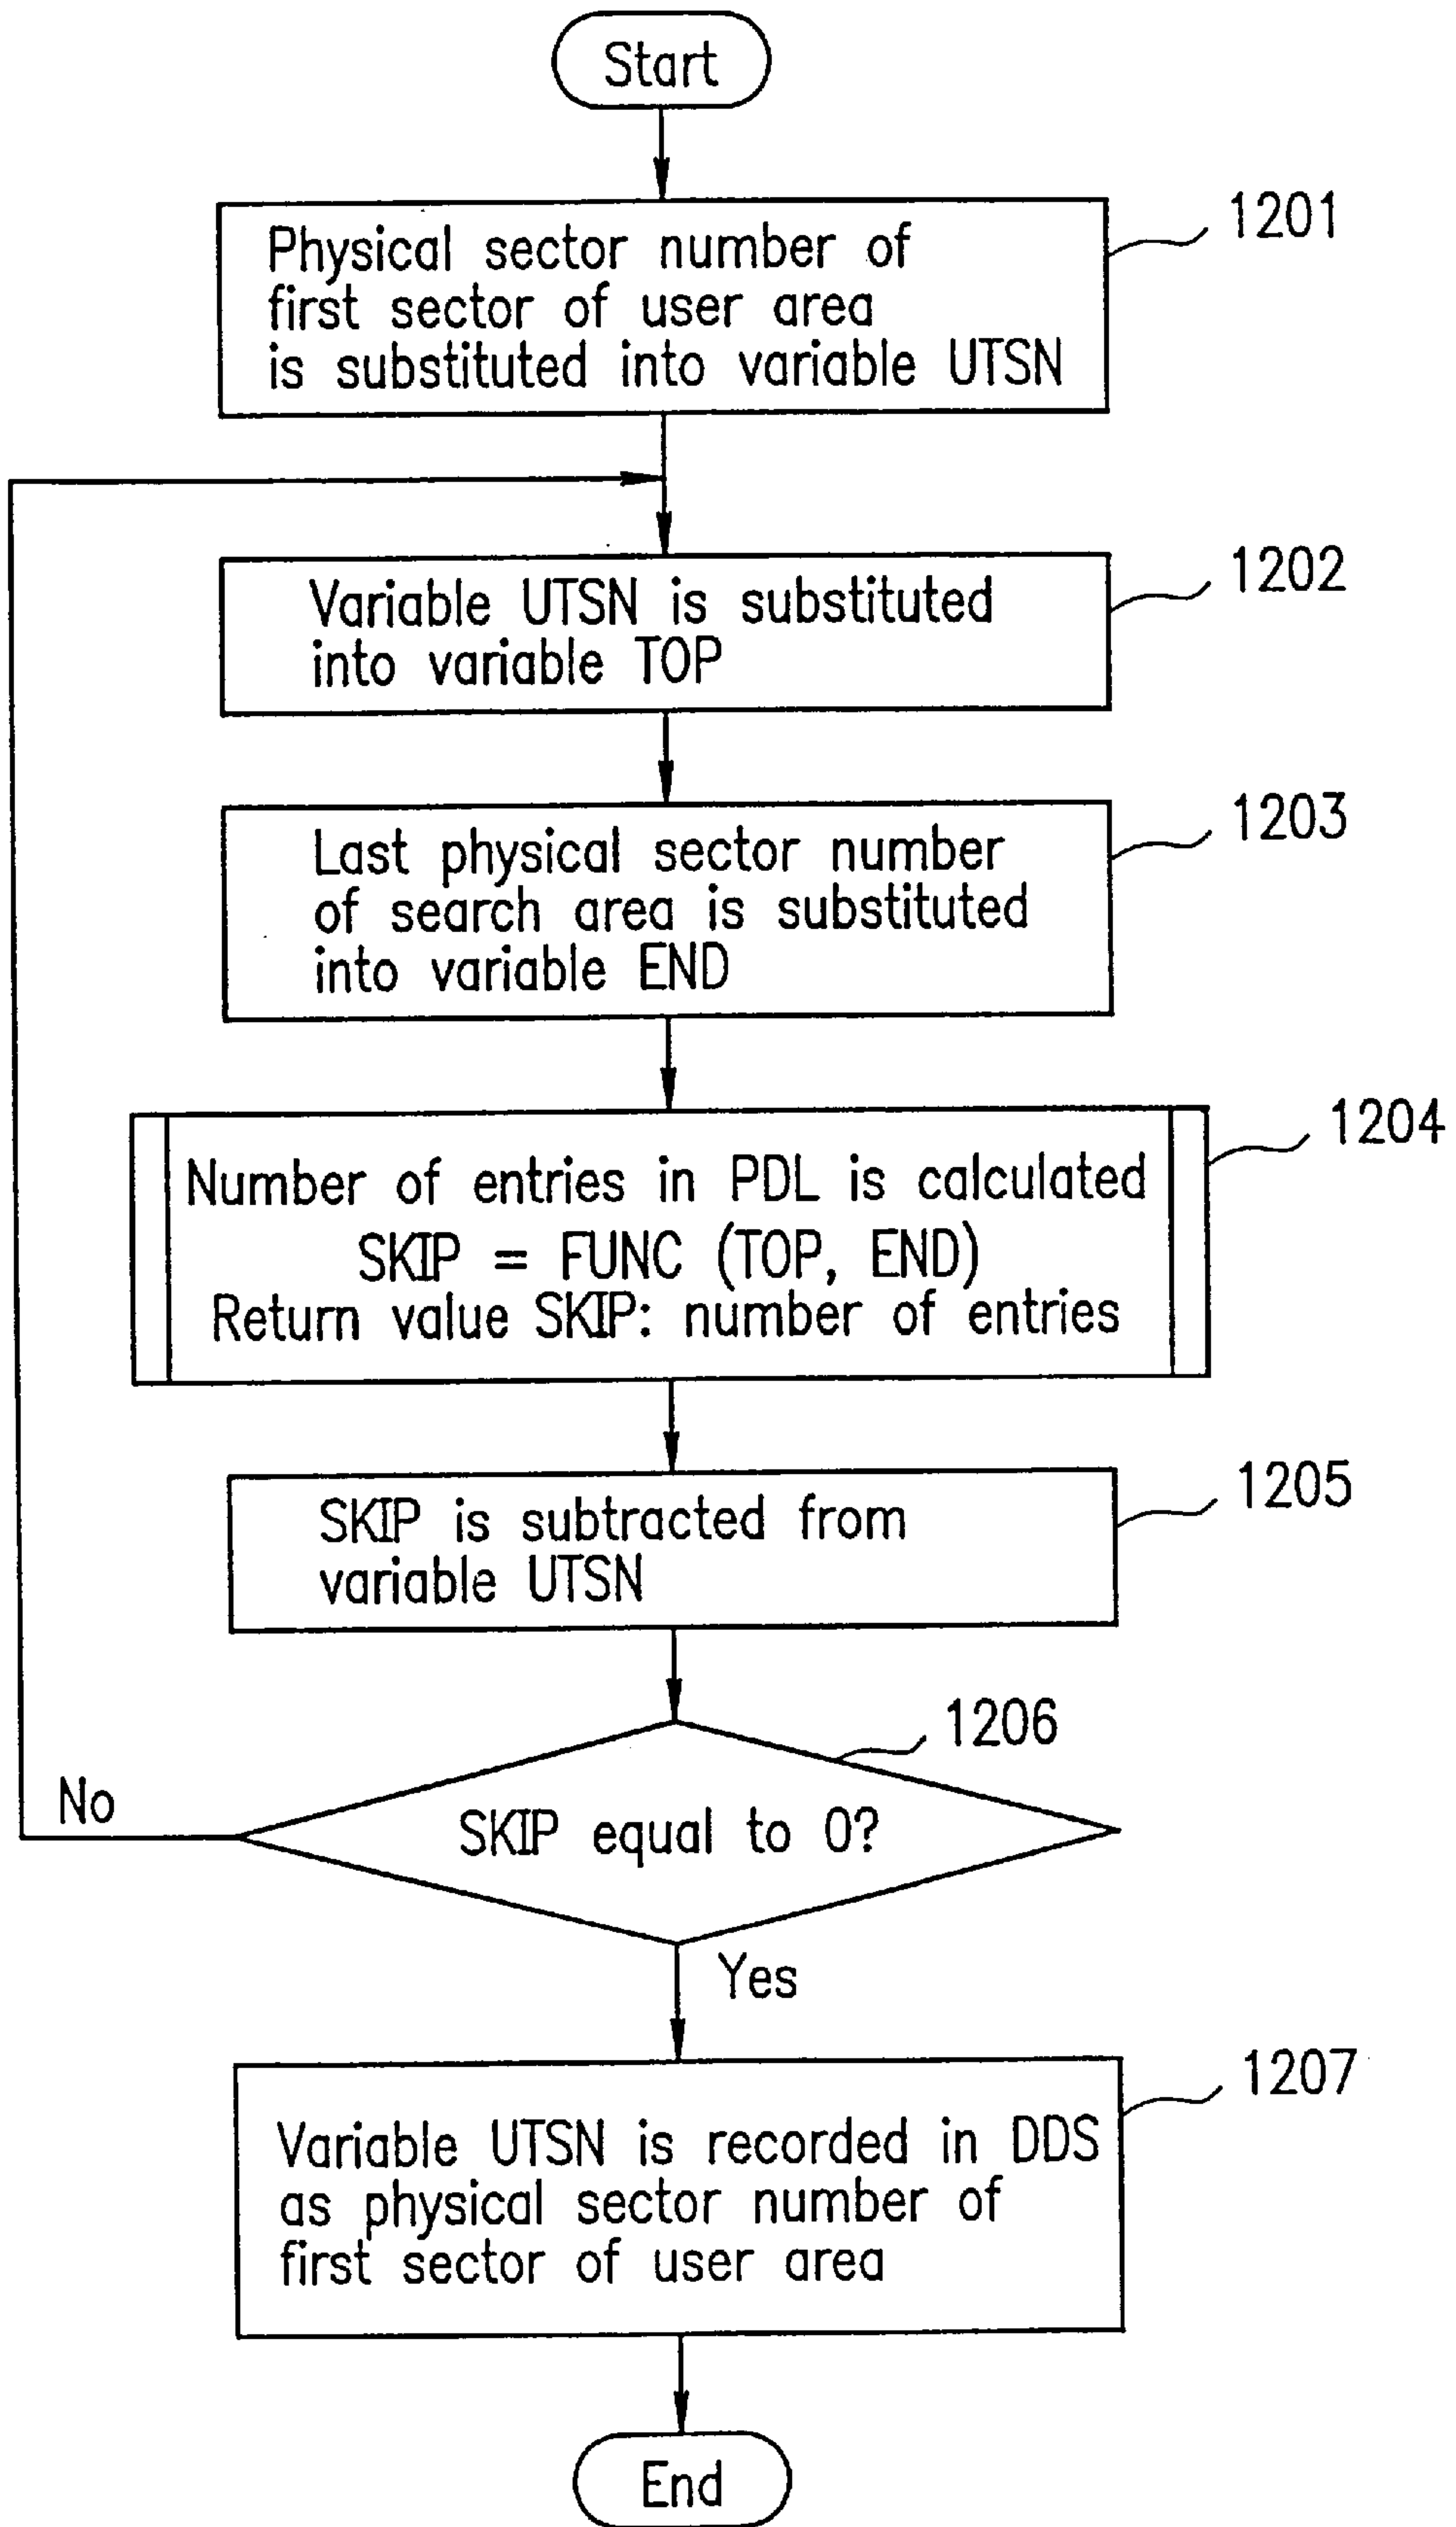 Start
1201
Physical sector number of
first sector of user area
is substituted into variable UTSN
1202
Variable UTSN is substituted
into variable TOP
1203
Last physical sector number
of search area is substituted
into variable END
1204
Number of entries in PDL is calculated
SKIP = FUNC (TOP, END)
Return value SKIP: number of entries
1205
SKIP is subtracted from
variable UTSN
1206
No
SKIP equal to 0?
Yes
1207
Variable UTSN is recorded in DDS
as physical sector number of
first sector of user area
End